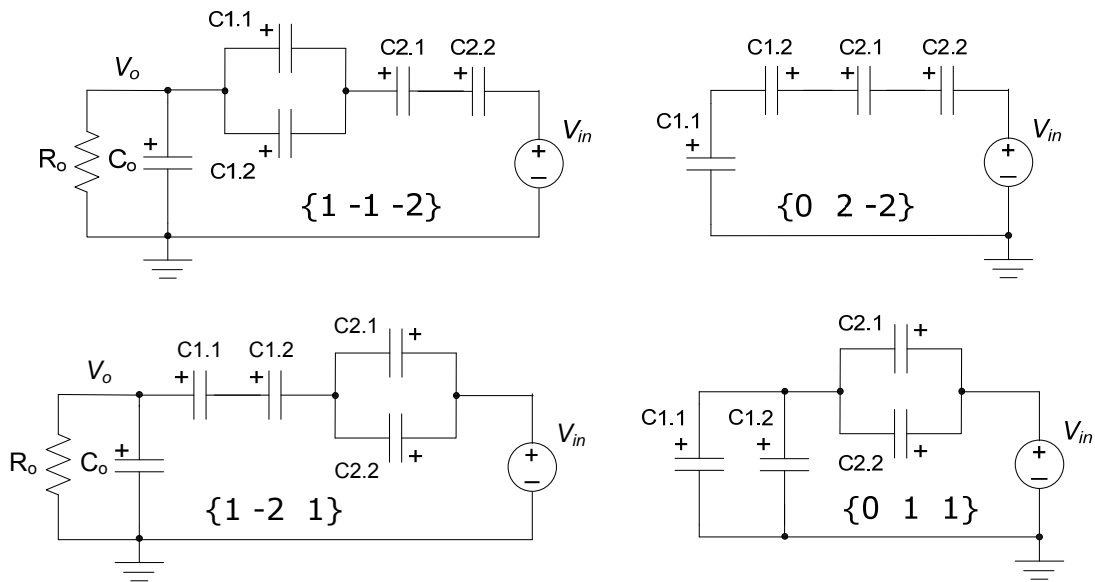 C1.1
+
C2.1
C2.2
+
+
Vo
Ro
Co
+
+
C1.2
Vin
+
−
{1 -1 -2}
C1.2
C2.1
C2.2
+
+
+
C1.1
+
Vin
+
−
{0 2 -2}
C2.1
+
C1.1
C1.2
+
+
Vo
Ro
Co
+
+
C2.2
Vin
+
−
{1 -2 1}
C2.1
+
C1.1
C1.2
+
+
+
C2.2
Vin
+
−
{0 1 1}